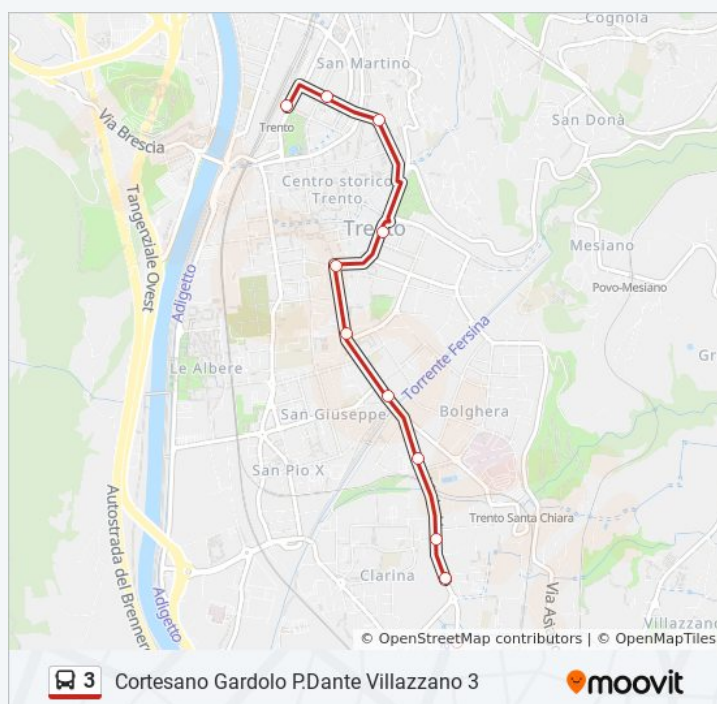 Cognola
San Martino
San Donà
Trento
Via Brescia
Centro storico
Trento
Tangenziale Ovest
Trento
Mesiano
Adigetto
Povo-Mesiano
Torrente Fersina
Gr
Le Albere
San Giuseppe
Bolghera
San Pio X
Autostrada del Brennero
Trento Santa Chiara
Clarina
Adigetto
Via As
Villazzano
© OpenStreetMap contributors | © OpenMapTiles
3 Cortesano Gardolo P.Dante Villazzano 3
moovit